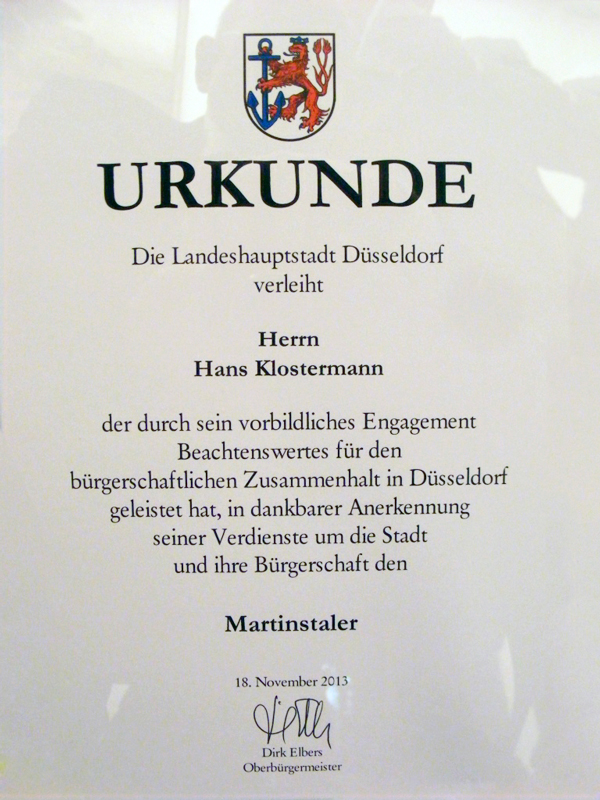 URKUNDE
Die Landeshauptstadt Düsseldorf
verleiht
Herrn
Hans Klostermann
der durch sein vorbildliches Engagement
Beachtenswertes für den
bürgerschaftlichen Zusammenhalt in Düsseldorf
geleistet hat, in dankbarer Anerkennung
seiner Verdienste um die Stadt
und ihre Bürgerschaft den
Martinstaler
18. November 2013
Dirk Elbers
Oberbürgermeister